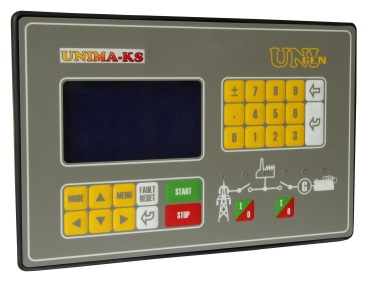 UNIMA-KS
UNI
GEN
± 7 8 9
. 4 5 6
0 1 2 3
MODE MENU FAULT RESET START
STOP
G
I 0 I 0